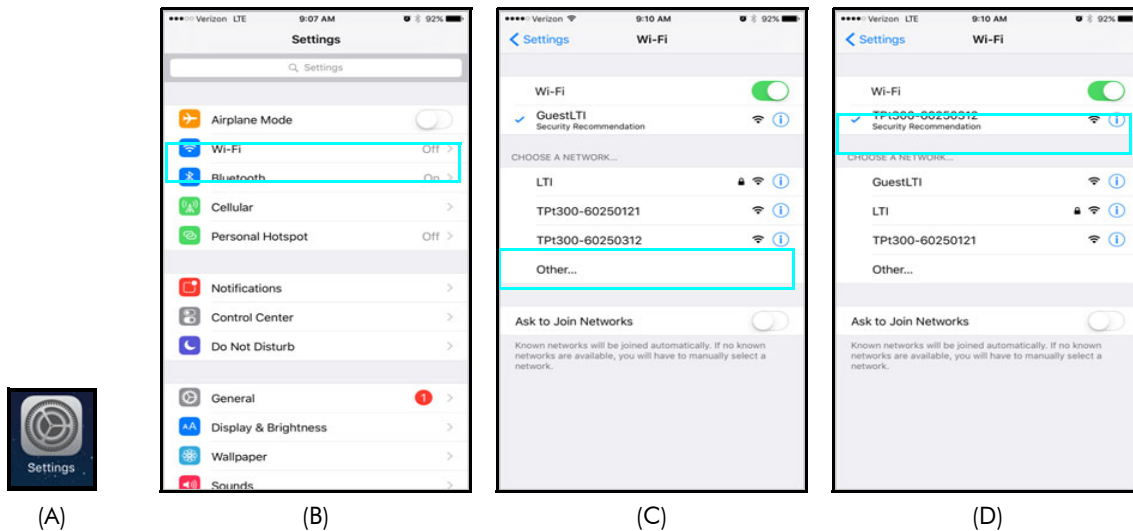 Settings
(A)
Verizon LTE 9:07 AM 92%
Settings
Settings
Airplane Mode
Wi-Fi Off
Bluetooth On
Cellular
Personal Hotspot Off
Notifications
Control Center
Do Not Disturb
General 1
AA Display & Brightness
Wallpaper
Sounds
(B)
Verizon 9:10 AM 92%
Settings Wi-Fi
Wi-Fi
GuestLTI
Security Recommendation
CHOOSE A NETWORK...
LTI
TPt300-60250121
TPt300-60250312
Other...
Ask to Join Networks
Known networks will be joined automatically. If no known
networks are available, you will have to manually select a
network.
(C)
Verizon LTE 9:10 AM 92%
Settings Wi-Fi
Wi-Fi
TPt300-60250312
Security Recommendation
CHOOSE A NETWORK...
GuestLTI
LTI
TPt300-60250121
Other...
Ask to Join Networks
Known networks will be joined automatically. If no known
networks are available, you will have to manually select a
network.
(D)